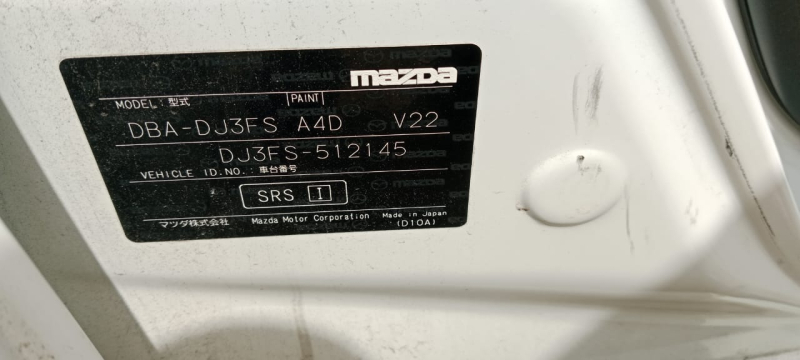 mazda
MODEL: 型式 PAINT
DBA-DJ3FS A4D V22
DJ3FS-512145
VEHICLE ID.NO.: 車台番号
SRS I
マツダ株式会社 Mazda Motor Corporation Made in Japan
(D10A)